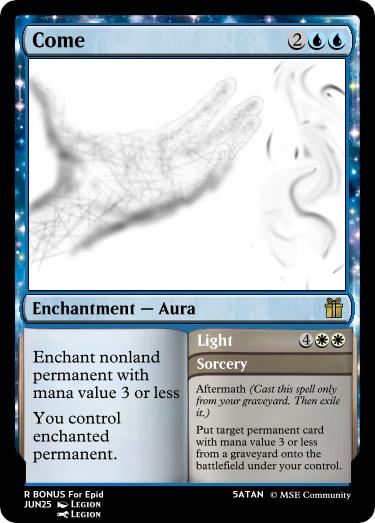 Come 2
Enchantment — Aura
Enchant nonland
permanent with
mana value 3 or less
You control
enchanted
permanent.
Light 4
Sorcery
Aftermath (Cast this spell only
from your graveyard. Then exile
it.)
Put target permanent card
with mana value 3 or less
from a graveyard onto the
battlefield under your control.
R BONUS For Epid 5ATAN © MSE Community
JUN25 Legion
Legion